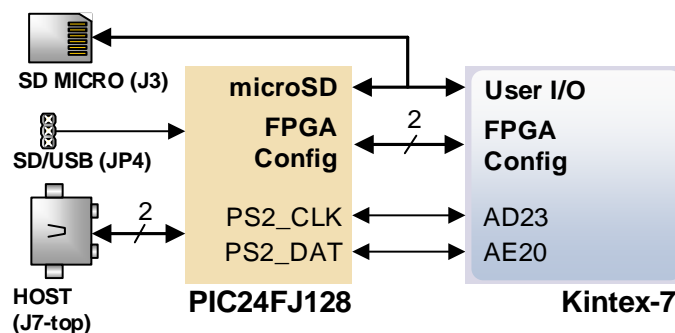 SD MICRO (J3)
microSD
User I/O
FPGA
Config
2
FPGA
Config
SD/USB (JP4)
2
PS2_CLK
AD23
PS2_DAT
AE20
HOST
(J7-top)
PIC24FJ128
Kintex-7